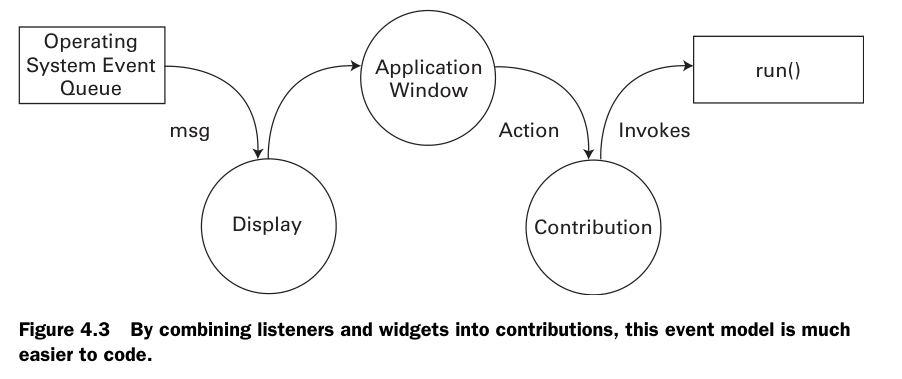 Operating
System Event
Queue
msg
Display
Application
Window
Action
Invokes
Contribution
run()
Figure 4.3 By combining listeners and widgets into contributions, this event model is much
easier to code.